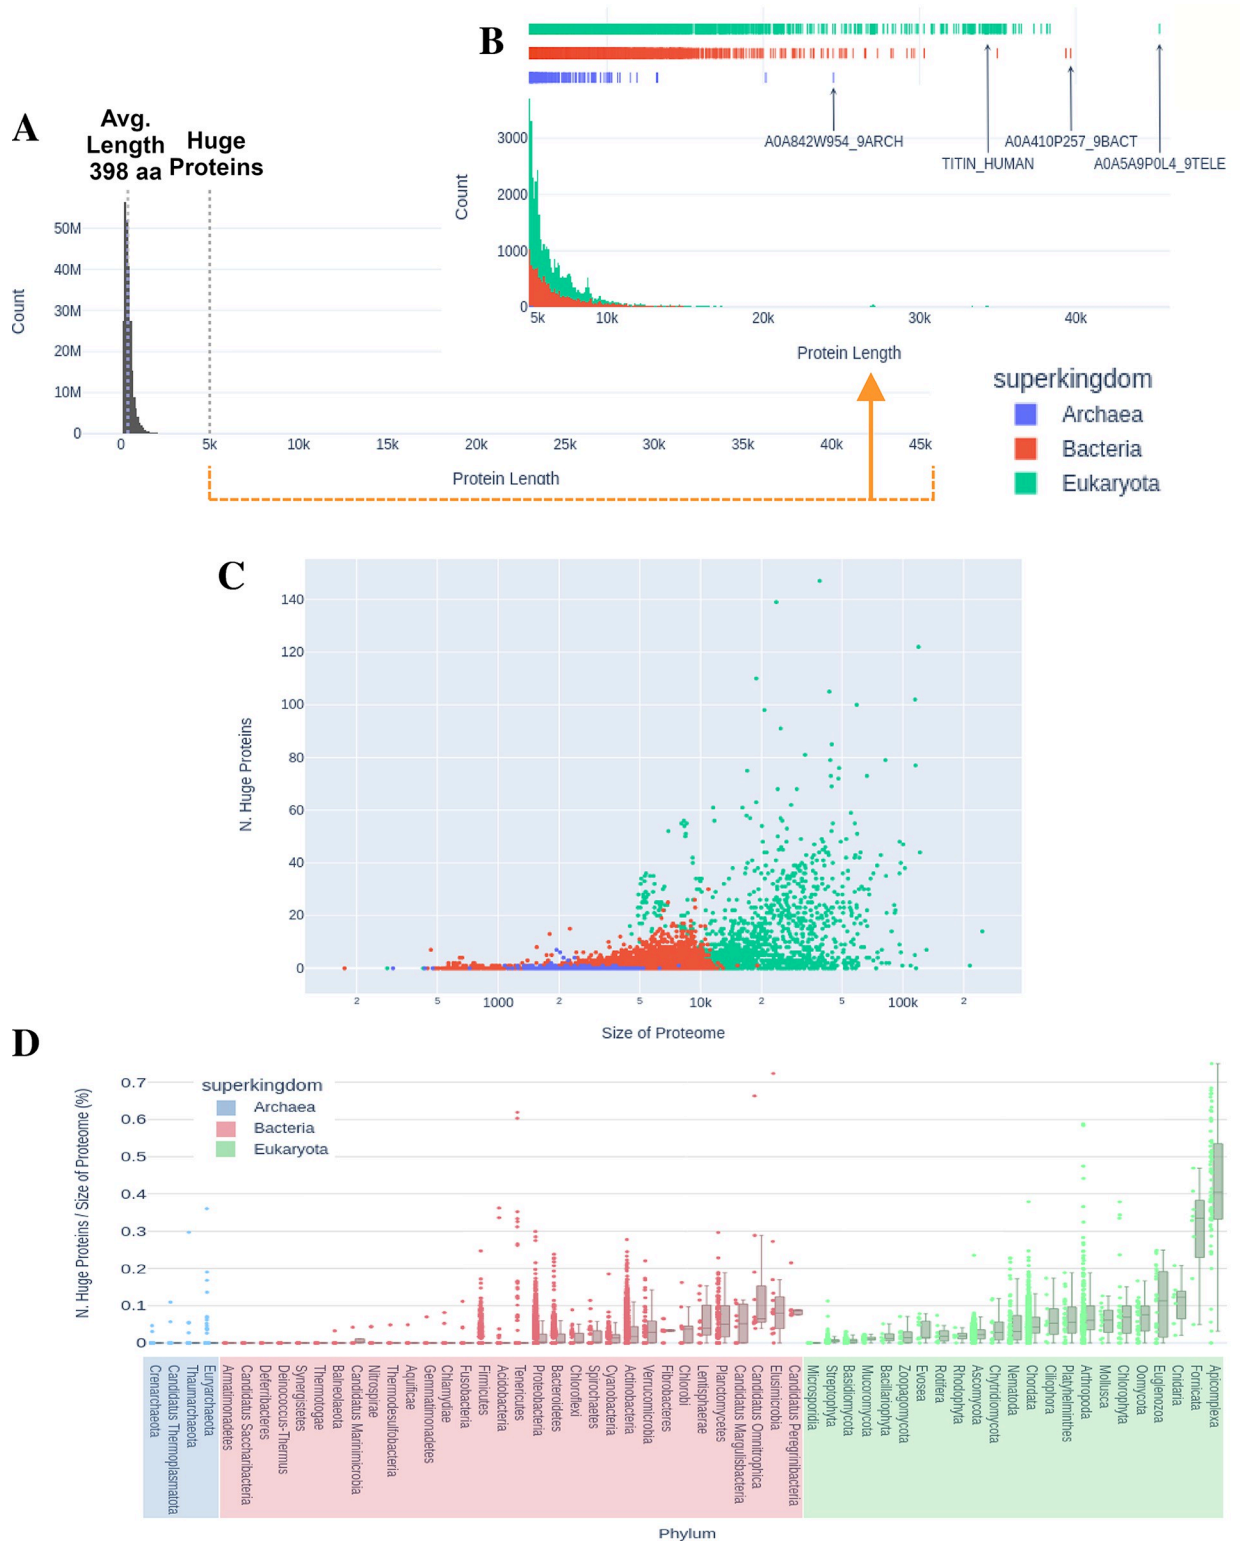 A
Avg.
Length
398 aa
Huge
Proteins
50M
40M
30M
20M
10M
0
Count
0
5k
10k
15k
20k
25k
30k
35k
40k
45k
Protein Length
B
A0A842W954_9ARCH
A0A410P257_9BACT
TITIN_HUMAN
A0A5A9P0L4_9TELE
3000
2000
1000
0
Count
5k
10k
20k
30k
40k
Protein Length
superkingdom
Archaea
Bacteria
Eukaryota
C
140
120
100
80
60
40
20
0
N. Huge Proteins
2
5
1000
2
5
10k
2
5
100k
2
Size of Proteome
D
superkingdom
Archaea
Bacteria
Eukaryota
0.7
0.6
0.5
0.4
0.3
0.2
0.1
0
N. Huge Proteins / Size of Proteome (%)
Crenarchaeota
Candidatus Thermoplasmatota
Thaumarchaeota
Euryarchaeota
Armatimonadetes
Candidatus Saccharibacteria
Deferribacteres
Deinococcus-Thermus
Synergistetes
Thermotogae
Balneolaeota
Candidatus Marinimicrobia
Nitrospirae
Thermodesulfobacteria
Aquificae
Gemmatimonadetes
Chlamydiae
Fusobacteria
Firmicutes
Acidobacteria
Tenericutes
Proteobacteria
Bacteroidetes
Chloroflexi
Spirochaetes
Cyanobacteria
Actinobacteria
Verrucomicrobia
Fibrobacteres
Chlorobi
Lentisphaerae
Planctomycetes
Candidatus Margulisbacteria
Candidatus Omnitrophica
Elusimicrobia
Candidatus Peregrinibacteria
Microsporidia
Streptophyta
Basidiomycota
Mucoromycota
Bacillariophyta
Zoopagomycota
Evosea
Rotifera
Rhodophyta
Ascomycota
Chytridiomycota
Nematoda
Chordata
Ciliophora
Platyhelminthes
Arthropoda
Mollusca
Chlorophyta
Oomycota
Euglenozoa
Cnidaria
Fornicata
Apicomplexa
Phylum